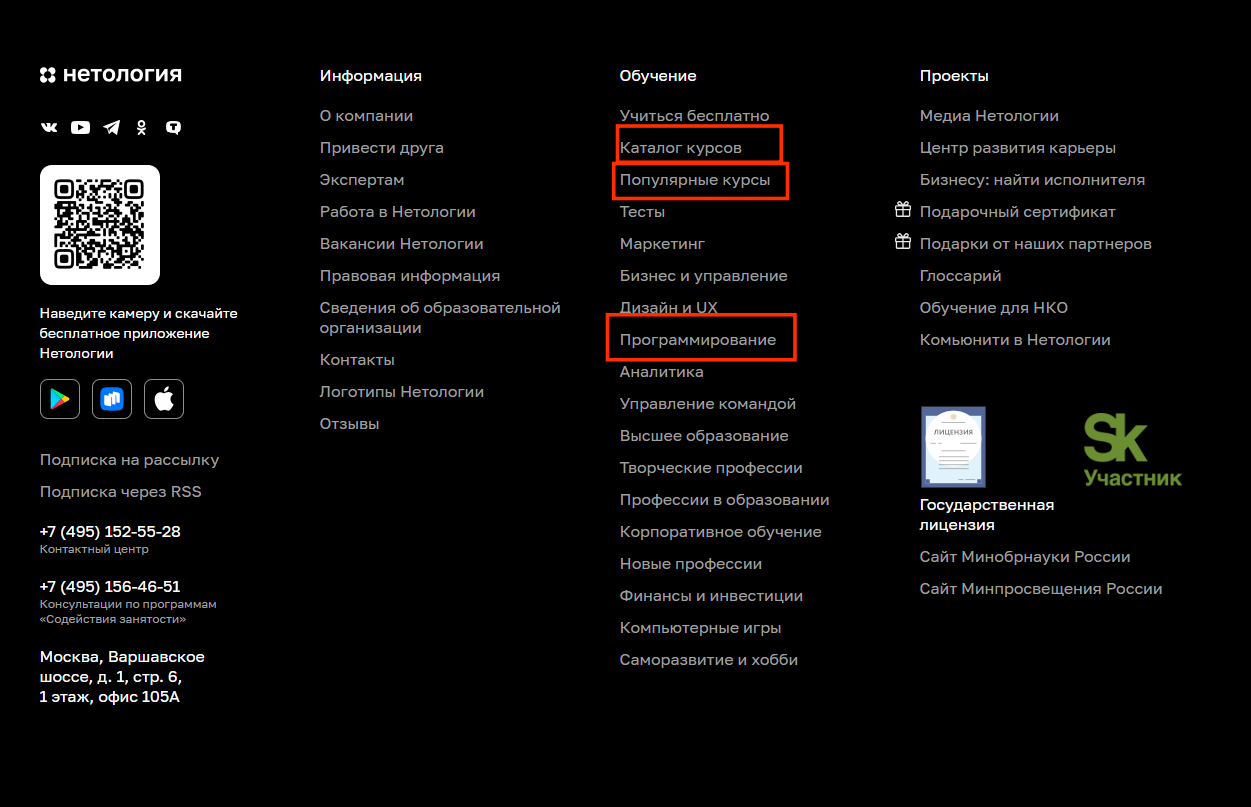 нетология
Наведите камеру и скачайте
бесплатное приложение
Нетологии
Подписка на рассылку
Подписка через RSS
+7 (495) 152-55-28
Контактный центр
+7 (495) 156-46-51
Консультации по программам
«Содействия занятости»
Москва, Варшавское
шоссе, д. 1, стр. 6,
1 этаж, офис 105А
Информация
О компании
Привести друга
Экспертам
Работа в Нетологии
Вакансии Нетологии
Правовая информация
Сведения об образовательной
организации
Контакты
Логотипы Нетологии
Отзывы
Обучение
Учиться бесплатно
Каталог курсов
Популярные курсы
Тесты
Маркетинг
Бизнес и управление
Дизайн и UX
Программирование
Аналитика
Управление командой
Высшее образование
Творческие профессии
Профессии в образовании
Корпоративное обучение
Новые профессии
Финансы и инвестиции
Компьютерные игры
Саморазвитие и хобби
Проекты
Медиа Нетологии
Центр развития карьеры
Бизнесу: найти исполнителя
Подарочный сертификат
Подарки от наших партнеров
Глоссарий
Обучение для НКО
Комьюнити в Нетологии
ЛИЦЕНЗИЯ
Sk
Участник
Государственная
лицензия
Сайт Минобрнауки России
Сайт Минпросвещения России